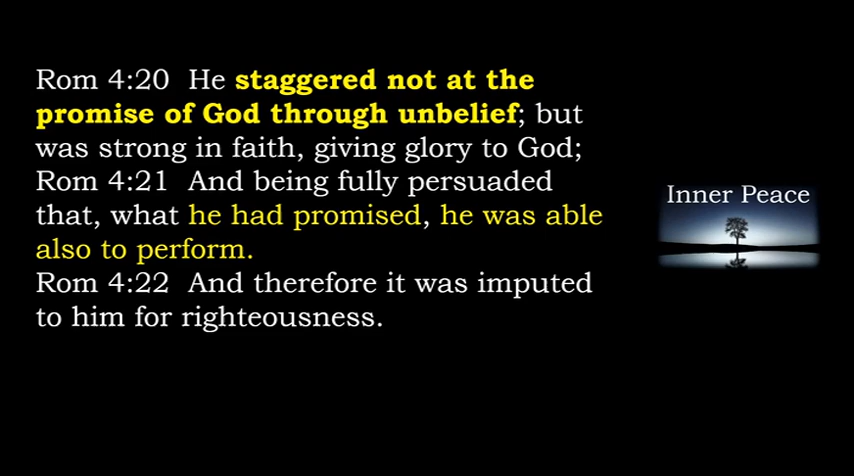 Rom 4:20  He staggered not at the
promise of God through unbelief; but
was strong in faith, giving glory to God;
Rom 4:21  And being fully persuaded
that, what he had promised, he was able
also to perform.
Rom 4:22  And therefore it was imputed
to him for righteousness.
Inner Peace